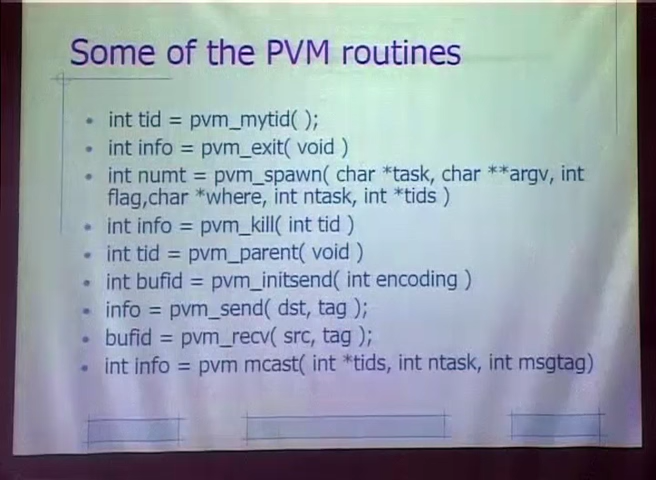 Some of the PVM routines
• int tid = pvm_mytid( );
• int info = pvm_exit( void )
• int numt = pvm_spawn( char *task, char **argv, int
flag,char *where, int ntask, int *tids )
• int info = pvm_kill( int tid )
• int tid = pvm_parent( void )
• int bufid = pvm_initsend( int encoding )
• info = pvm_send( dst, tag );
• bufid = pvm_recv( src, tag );
• int info = pvm mcast( int *tids, int ntask, int msgtag)